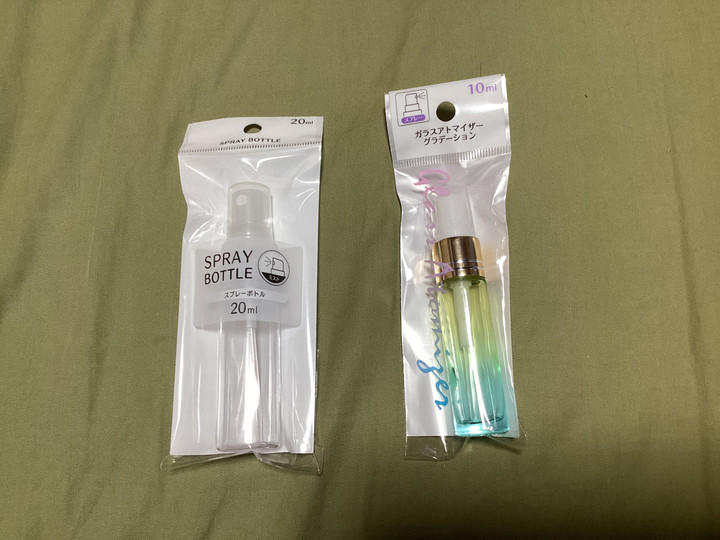 20ml
SPRAY BOTTLE
SPRAY
BOTTLE
ミスト
スプレーボトル
20ml
10ml
スプレー
ガラスアトマイザー
グラデーション
Glass Atomizer